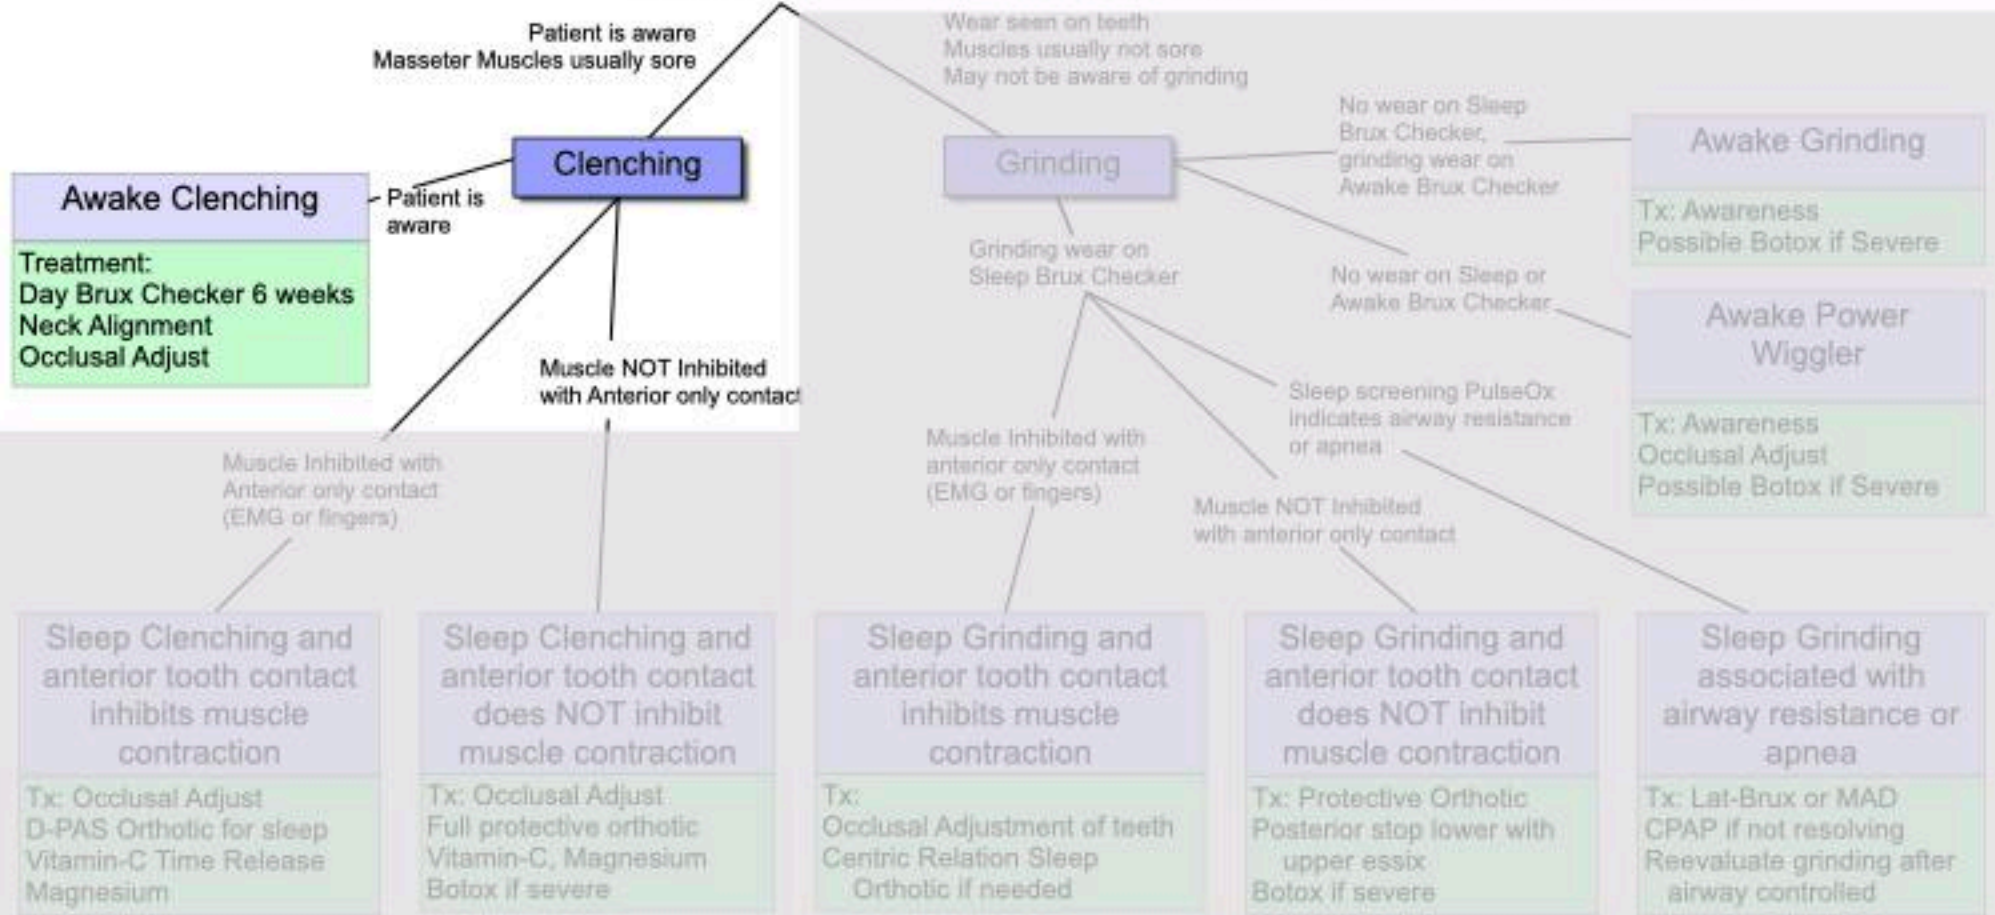 Patient is aware
Masseter Muscles usually sore
Wear seen on teeth
Muscles usually not sore
May not be aware of grinding
Clenching
Grinding
Awake Clenching
Patient is
aware
Treatment:
Day Brux Checker 6 weeks
Neck Alignment
Occlusal Adjust
No wear on Sleep
Brux Checker,
grinding wear on
Awake Brux Checker
Awake Grinding
Tx: Awareness
Possible Botox if Severe
Grinding wear on
Sleep Brux Checker
No wear on Sleep or
Awake Brux Checker
Awake Power
Wiggler
Tx: Awareness
Occlusal Adjust
Possible Botox if Severe
Muscle NOT Inhibited
with Anterior only contact
Muscle Inhibited with
Anterior only contact
(EMG or fingers)
Muscle Inhibited with
anterior only contact
(EMG or fingers)
Sleep screening PulseOx
indicates airway resistance
or apnea
Muscle NOT Inhibited
with anterior only contact
Sleep Clenching and
anterior tooth contact
inhibits muscle
contraction
Tx: Occlusal Adjust
D-PAS Orthotic for sleep
Vitamin-C Time Release
Magnesium
Sleep Clenching and
anterior tooth contact
does NOT inhibit
muscle contraction
Tx: Occlusal Adjust
Full protective orthotic
Vitamin-C, Magnesium
Botox if severe
Sleep Grinding and
anterior tooth contact
inhibits muscle
contraction
Tx:
Occlusal Adjustment of teeth
Centric Relation Sleep
Orthotic if needed
Sleep Grinding and
anterior tooth contact
does NOT inhibit
muscle contraction
Tx: Protective Orthotic
Posterior stop lower with
upper essix
Botox if severe
Sleep Grinding
associated with
airway resistance or
apnea
Tx: Lat-Brux or MAD
CPAP if not resolving
Reevaluate grinding after
airway controlled